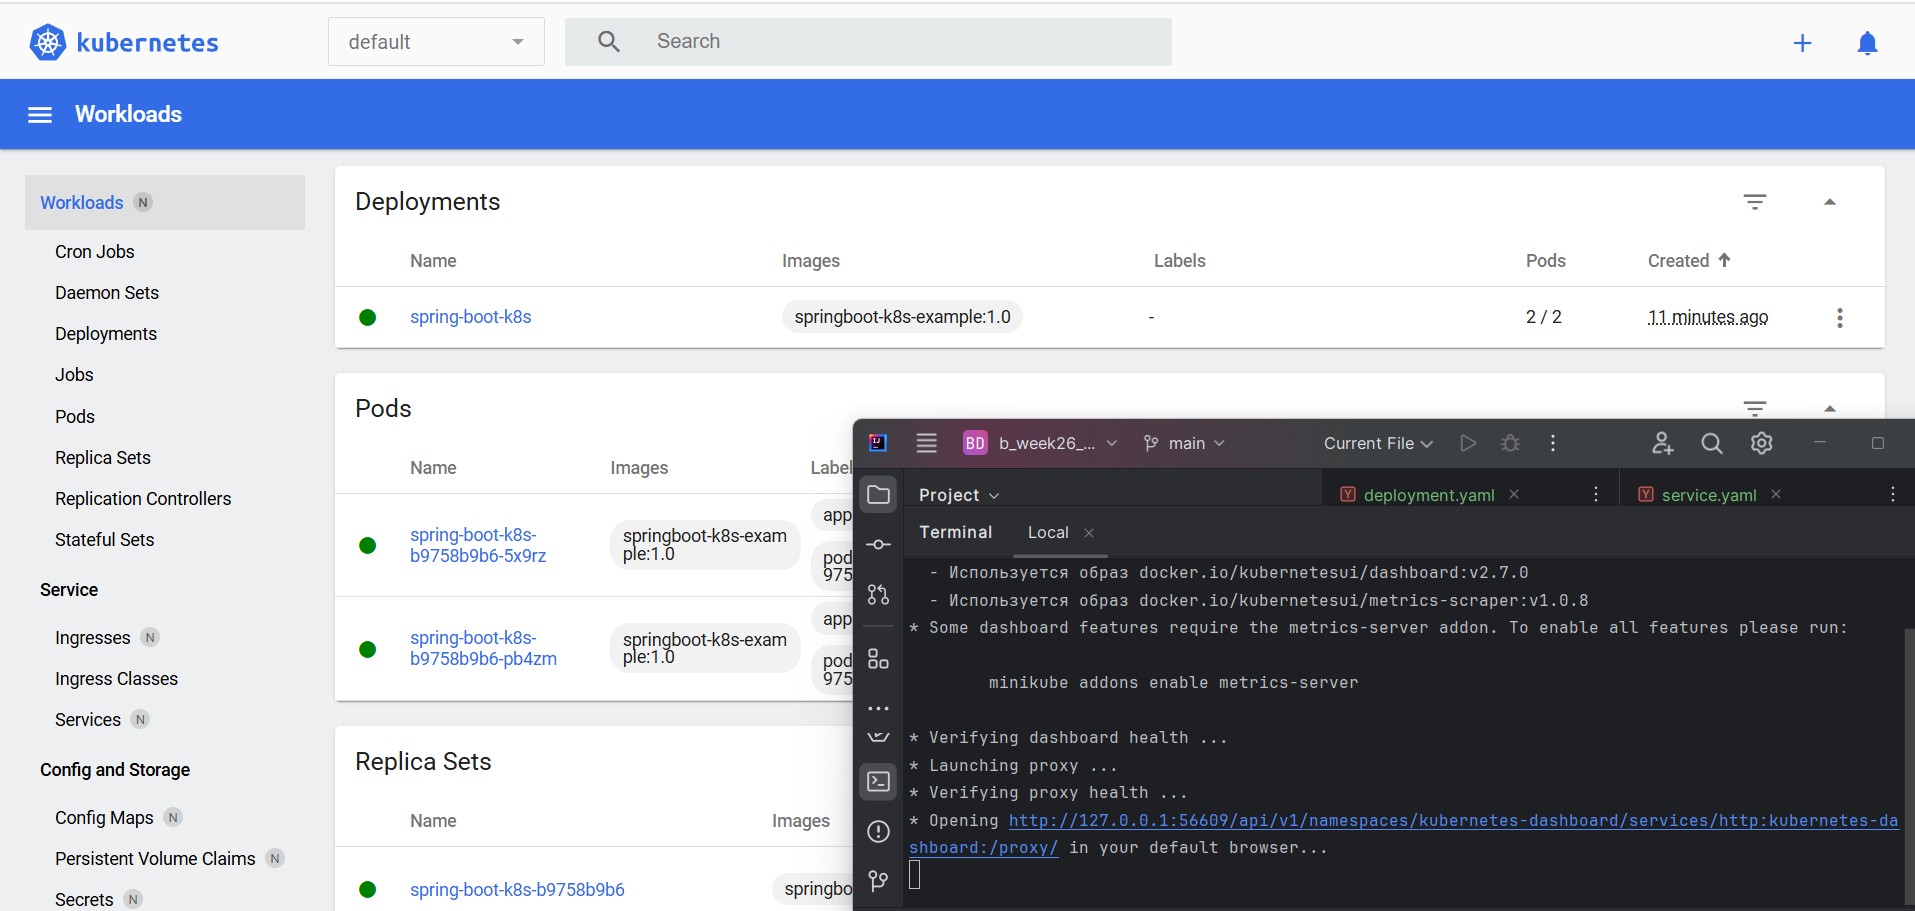 kubernetes
default
Search
Workloads
Workloads N
Cron Jobs
Daemon Sets
Deployments
Jobs
Pods
Replica Sets
Replication Controllers
Stateful Sets
Service
Ingresses N
Ingress Classes
Services N
Config and Storage
Config Maps N
Persistent Volume Claims N
Secrets N
Deployments
Name Images Labels Pods Created
spring-boot-k8s springboot-k8s-example:1.0 - 2 / 2 11 minutes ago
Pods
Name Images Label
spring-boot-k8s-
b9758b9b6-5x9rz
springboot-k8s-exam
ple:1.0
app
pod
975
spring-boot-k8s-
b9758b9b6-pb4zm
springboot-k8s-exam
ple:1.0
app
pod
975
Replica Sets
Name Images
spring-boot-k8s-b9758b9b6 springbo
BD b_week26_... main Current File
Project
deployment.yaml
service.yaml
Terminal Local
- Используется образ docker.io/kubernetesui/dashboard:v2.7.0
- Используется образ docker.io/kubernetesui/metrics-scraper:v1.0.8
* Some dashboard features require the metrics-server addon. To enable all features please run:
minikube addons enable metrics-server
* Verifying dashboard health ...
* Launching proxy ...
* Verifying proxy health ...
* Opening http://127.0.0.1:56609/api/v1/namespaces/kubernetes-dashboard/services/http:kubernetes-da
shboard:/proxy/ in your default browser...